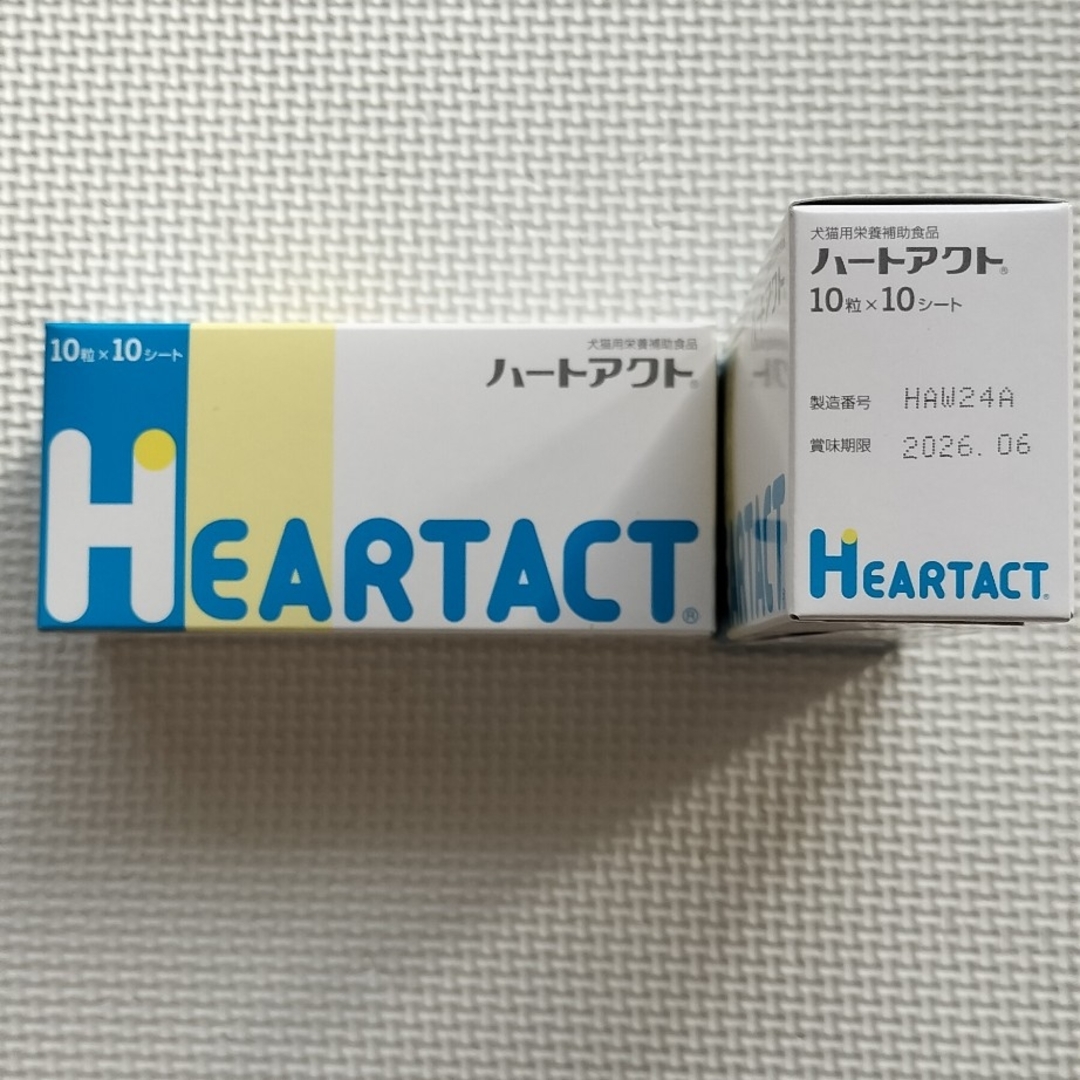 10粒×10シート
犬猫用栄養補助食品
ハートアクト®
HEARTACT®
犬猫用栄養補助食品
ハートアクト®
10粒×10シート
製造番号 HAW24A
賞味期限 2026.06
HEARTACT®